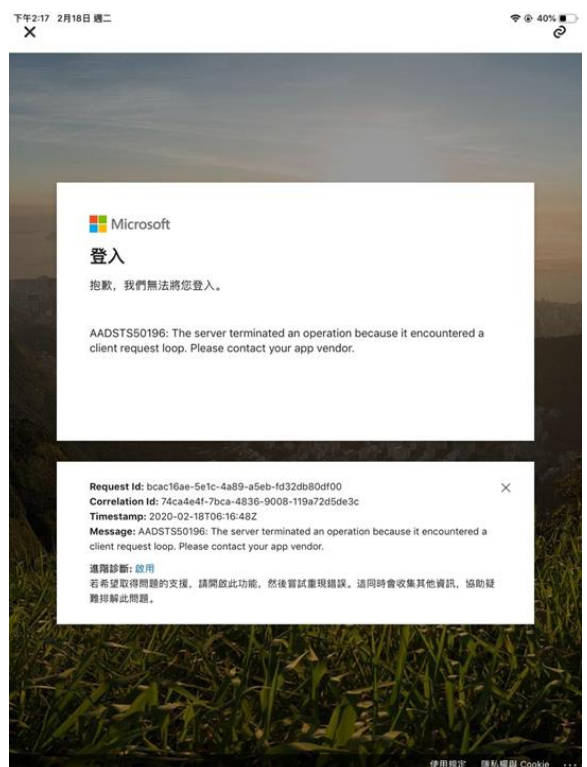 下午2:17 2月18日 週二
40%
Microsoft
登入
抱歉，我們無法將您登入。
AADSTS50196: The server terminated an operation because it encountered a
client request loop. Please contact your app vendor.
Request Id: bcac16ae-5e1c-4a89-a5eb-fd32db80df00
Correlation Id: 74ca4e4f-7bca-4836-9008-119a72d5de3c
Timestamp: 2020-02-18T06:16:48Z
Message: AADSTS50196: The server terminated an operation because it encountered a
client request loop. Please contact your app vendor.
進階診斷: 啟用
若希望取得問題的支援，請開啟此功能，然後嘗試重現錯誤。這同時會收集其他資訊，協助疑
難排解此問題。
使用規定 隱私權與 Cookie ...